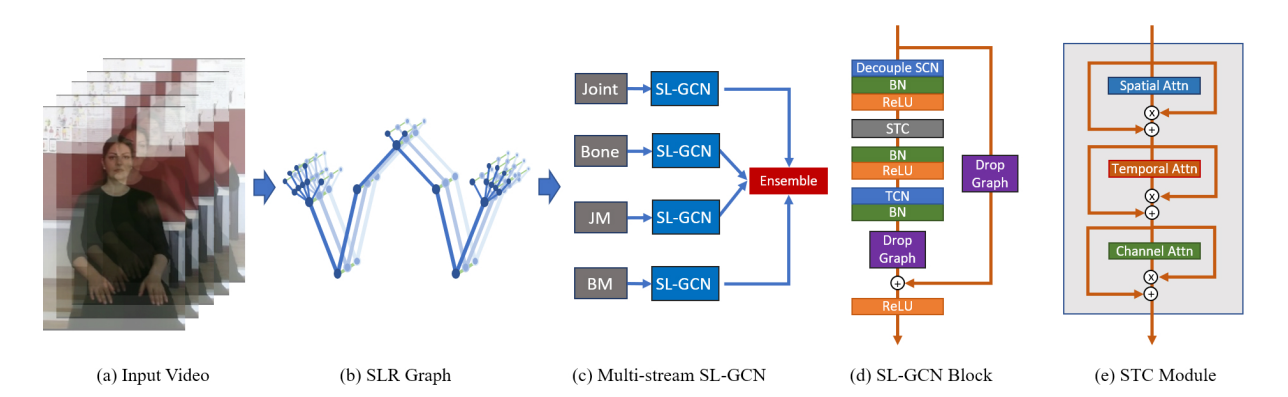 Joint
SL-GCN
Bone
SL-GCN
JM
SL-GCN
BM
SL-GCN
Ensemble
Decouple SCN
BN
ReLU
STC
BN
ReLU
TCN
BN
Drop
Graph
+
ReLU
Drop
Graph
Spatial Attn
x
+
Temporal Attn
x
+
Channel Attn
x
+
(a) Input Video
(b) SLR Graph
(c) Multi-stream SL-GCN
(d) SL-GCN Block
(e) STC Module